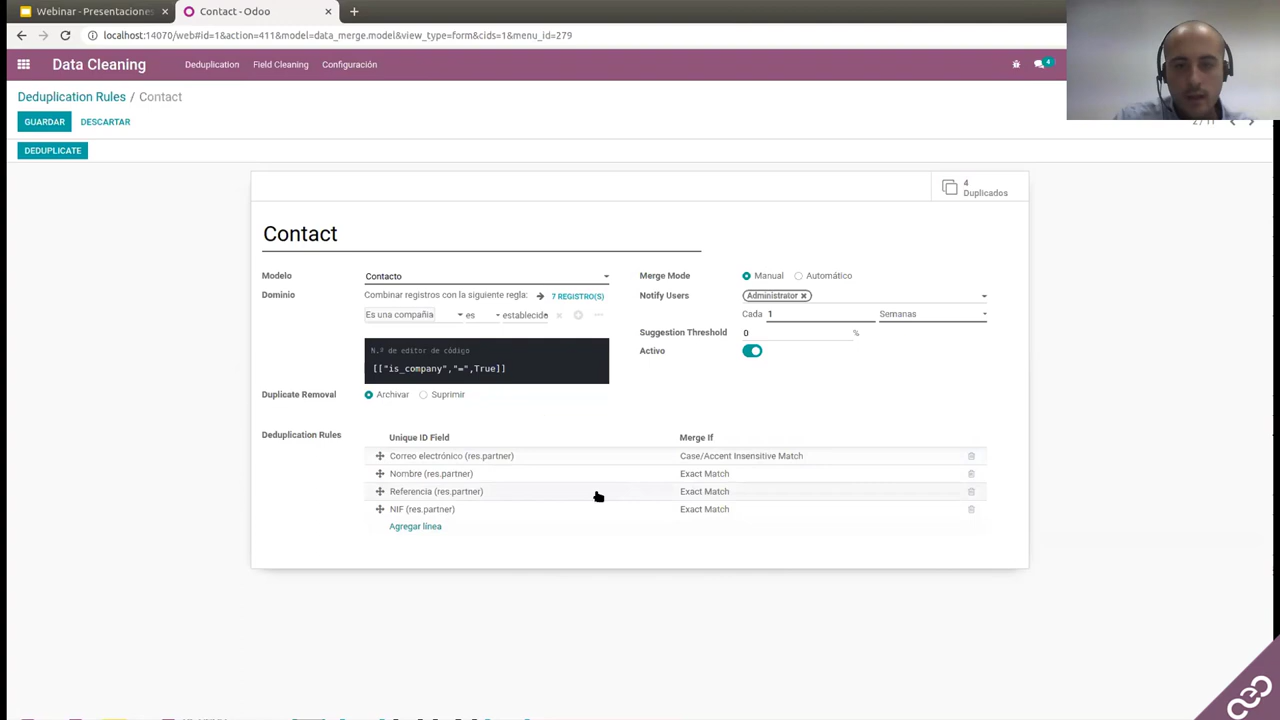 Webinar - Presentaciones
Contact - Odoo
localhost:14070/web#id=1&action=411&model=data_merge.model&view_type=form&cids=1&menu_id=279
Data Cleaning Deduplication Field Cleaning Configuración 4
Deduplication Rules / Contact
GUARDAR DESCARTAR
DEDUPLICATE
4
Duplicados
Contact
Modelo Contacto
Dominio Combinar registros con la siguiente regla: 7 REGISTRO(S)
Es una compañía es establecido
N.º de editor de código
[["is_company","=",True]]
Duplicate Removal Archivar Suprimir
Merge Mode Manual Automático
Notify Users Administrator
Cada 1 Semanas
Suggestion Threshold 0 %
Activo
Deduplication Rules Unique ID Field Merge If
Correo electrónico (res.partner) Case/Accent Insensitive Match
Nombre (res.partner) Exact Match
Referencia (res.partner) Exact Match
NIF (res.partner) Exact Match
Agregar línea